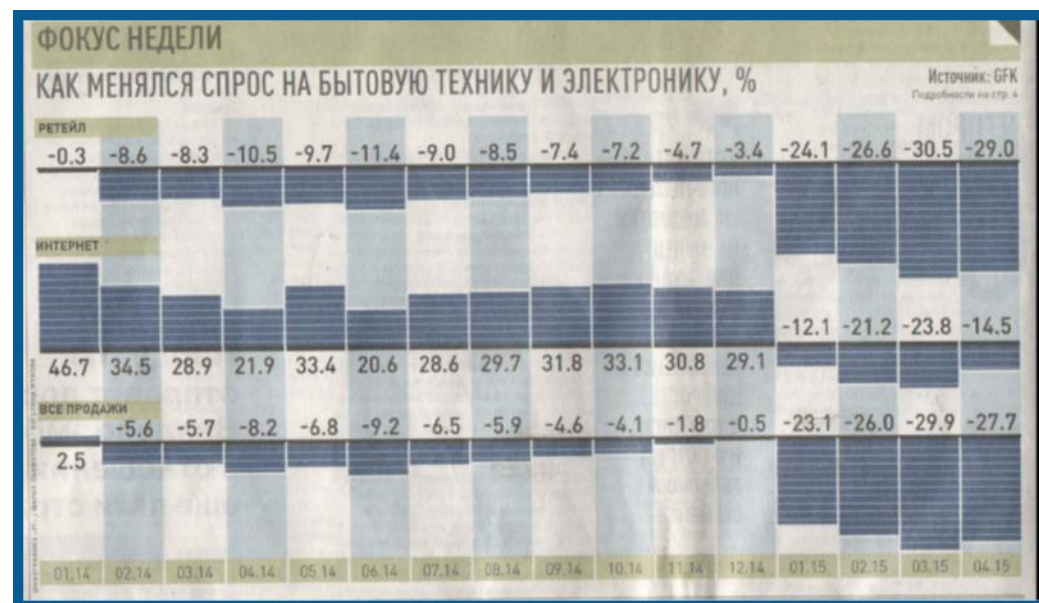 ФОКУС НЕДЕЛИ
КАК МЕНЯЛСЯ СПРОС НА БЫТОВУЮ ТЕХНИКУ И ЭЛЕКТРОНИКУ, %
Источник: GFK
Подробности на стр. 4
РЕТЕЙЛ
-0.3 -8.6 -8.3 -10.5 -9.7 -11.4 -9.0 -8.5 -7.4 -7.2 -4.7 -3.4 -24.1 -26.6 -30.5 -29.0
ИНТЕРНЕТ
-12.1 -21.2 -23.8 -14.5
46.7 34.5 28.9 21.9 33.4 20.6 28.6 29.7 31.8 33.1 30.8 29.1
ВСЕ ПРОДАЖИ
-5.6 -5.7 -8.2 -6.8 -9.2 -6.5 -5.9 -4.6 -4.1 -1.8 -0.5 -23.1 -26.0 -29.9 -27.7
2.5
01.14 02.14 03.14 04.14 05.14 06.14 07.14 08.14 09.14 10.14 11.14 12.14 01.15 02.15 03.15 04.15